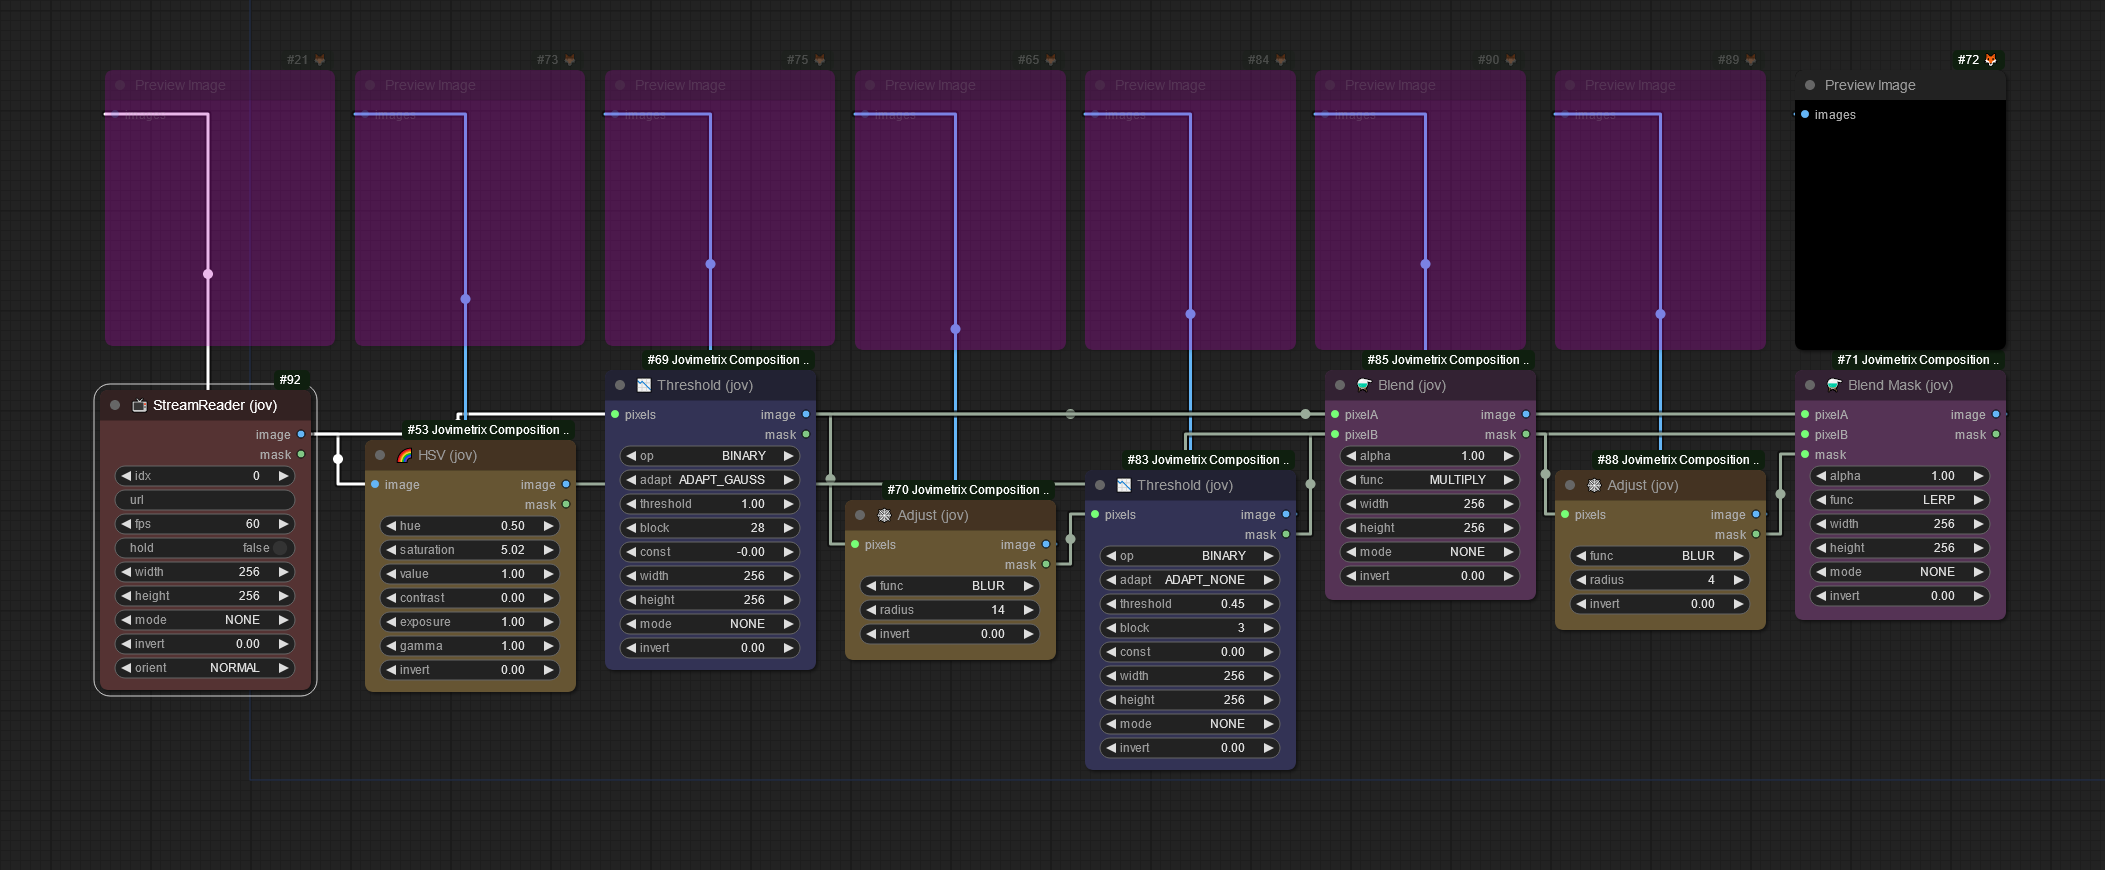 #21
#73
#75
#65
#84
#90
#89
#72
Preview Image
Preview Image
Preview Image
Preview Image
Preview Image
Preview Image
Preview Image
Preview Image
images
images
images
images
images
images
images
images
#92
StreamReader (jov)
image
mask
idx 0
url
fps 60
hold false
width 256
height 256
mode NONE
invert 0.00
orient NORMAL
#53 Jovimetrix Composition ..
HSV (jov)
image image
mask
hue 0.50
saturation 5.02
value 1.00
contrast 0.00
exposure 1.00
gamma 1.00
invert 0.00
#69 Jovimetrix Composition ..
Threshold (jov)
pixels image
mask
op BINARY
adapt ADAPT_GAUSS
threshold 1.00
block 28
const -0.00
width 256
height 256
mode NONE
invert 0.00
#70 Jovimetrix Composition ..
Adjust (jov)
pixels image
mask
func BLUR
radius 14
invert 0.00
#83 Jovimetrix Composition ..
Threshold (jov)
pixels image
mask
op BINARY
adapt ADAPT_NONE
threshold 0.45
block 3
const 0.00
width 256
height 256
mode NONE
invert 0.00
#85 Jovimetrix Composition ..
Blend (jov)
pixelA image
pixelB mask
alpha 1.00
func MULTIPLY
width 256
height 256
mode NONE
invert 0.00
#88 Jovimetrix Composition ..
Adjust (jov)
pixels image
mask
func BLUR
radius 4
invert 0.00
#71 Jovimetrix Composition ..
Blend Mask (jov)
pixelA image
pixelB mask
mask
alpha 1.00
func LERP
width 256
height 256
mode NONE
invert 0.00